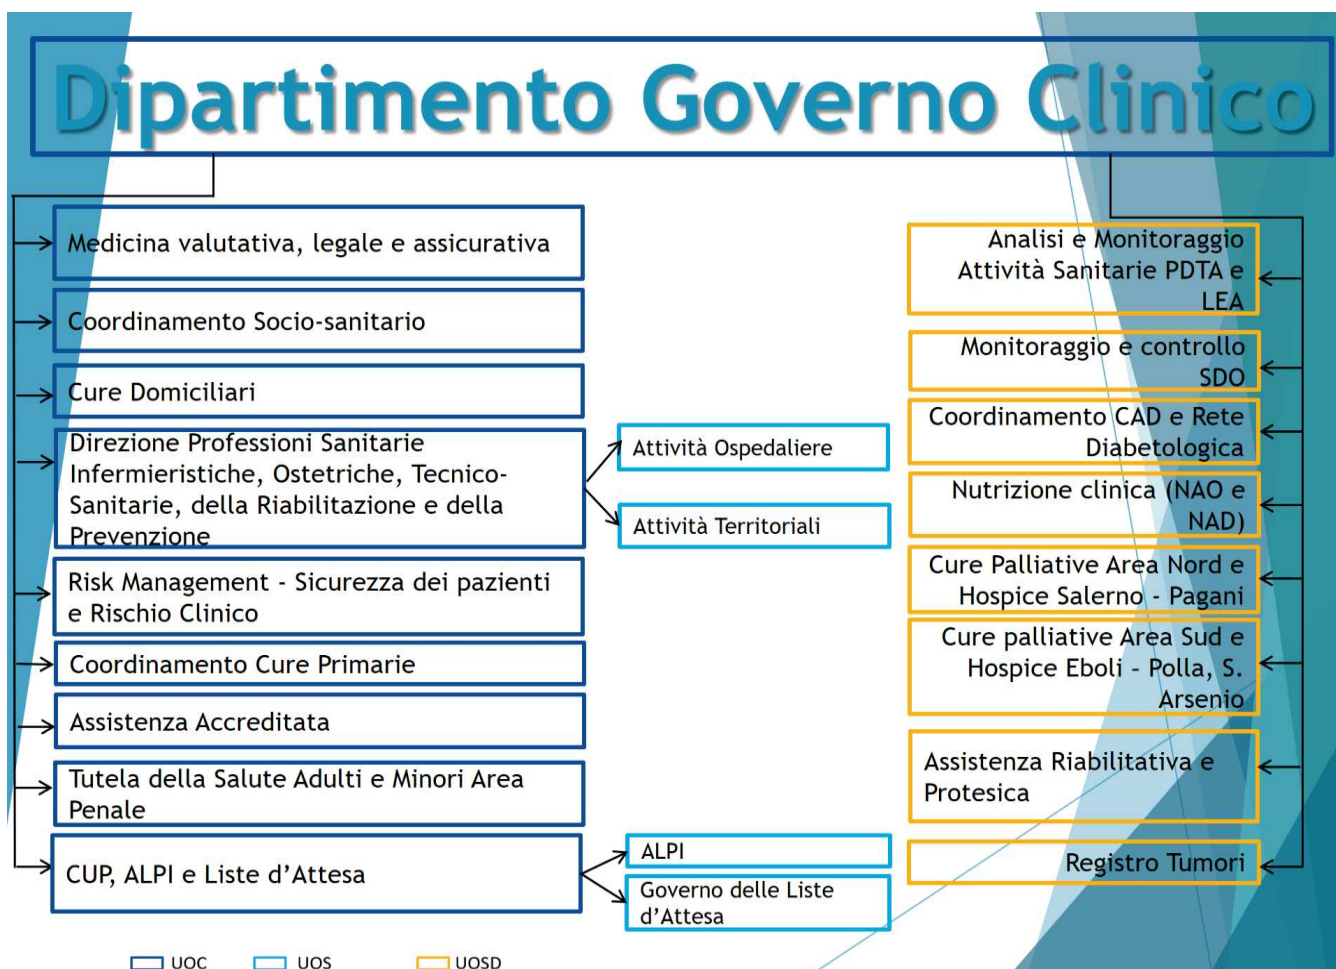 Dipartimento Governo Clinico
Medicina valutativa, legale e assicurativa
Coordinamento Socio-sanitario
Cure Domiciliari
Direzione Professioni Sanitarie
Infermieristiche, Ostetriche, Tecnico-
Sanitarie, della Riabilitazione e della
Prevenzione
Attività Ospedaliere
Attività Territoriali
Risk Management - Sicurezza dei pazienti
e Rischio Clinico
Coordinamento Cure Primarie
Assistenza Accreditata
Tutela della Salute Adulti e Minori Area
Penale
CUP, ALPI e Liste d’Attesa
ALPI
Governo delle Liste
d’Attesa
Analisi e Monitoraggio
Attività Sanitarie PDTA e
LEA
Monitoraggio e controllo
SDO
Coordinamento CAD e Rete
Diabetologica
Nutrizione clinica (NAO e
NAD)
Cure Palliative Area Nord e
Hospice Salerno - Pagani
Cure palliative Area Sud e
Hospice Eboli – Polla, S.
Arsenio
Assistenza Riabilitativa e
Protesica
Registro Tumori
UOC UOS UOSD